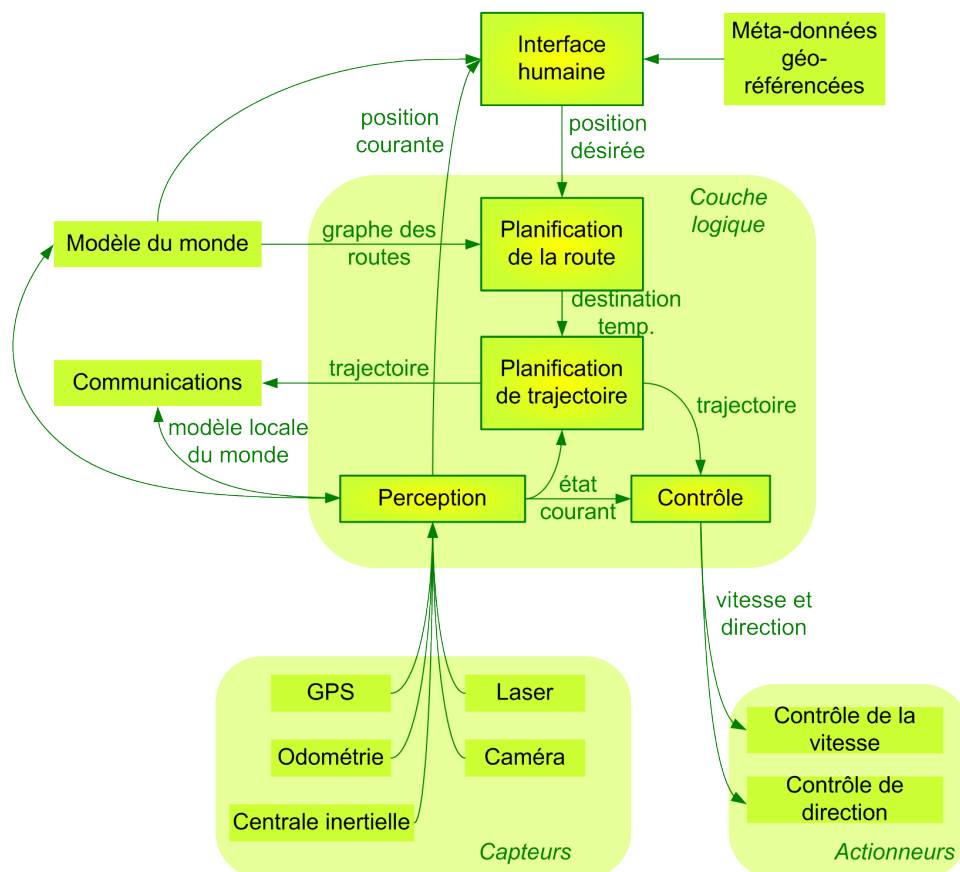 Interface
humaine
Méta-données
géo-
référencées
position
courante
position
désirée
Couche
logique
Modèle du monde
graphe des
routes
Planification
de la route
destination
temp.
Communications
trajectoire
Planification
de trajectoire
trajectoire
modèle locale
du monde
Perception
état
courant
Contrôle
vitesse et
direction
GPS
Laser
Odométrie
Caméra
Centrale inertielle
Capteurs
Contrôle de la
vitesse
Contrôle de
direction
Actionneurs